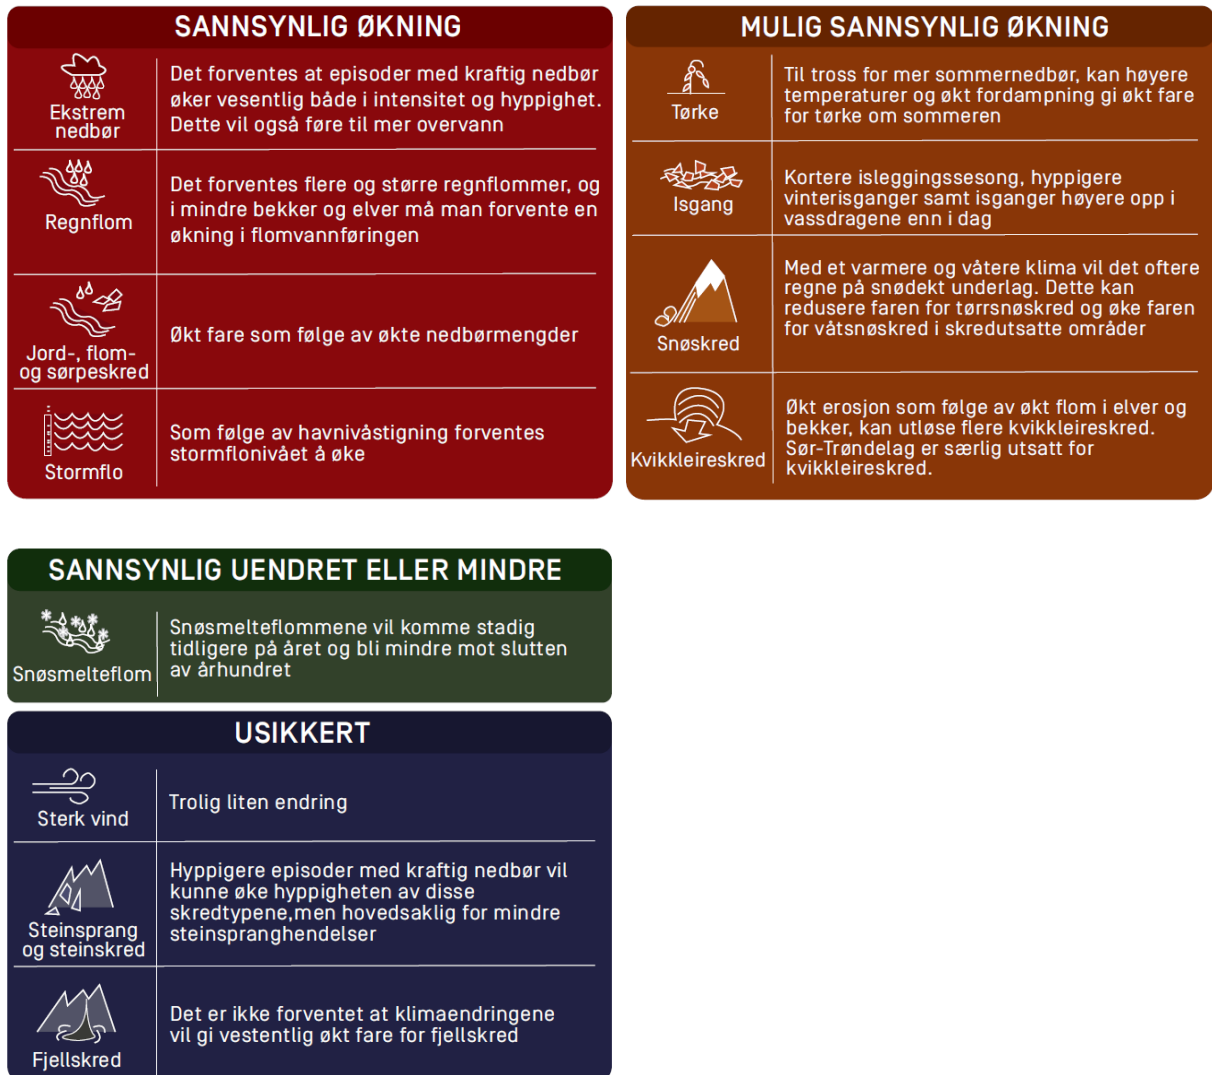 SANNSYNLIG ØKNING
Ekstrem
nedbør
Det forventes at episoder med kraftig nedbør
øker vesentlig både i intensitet og hyppighet.
Dette vil også føre til mer overvann
Regnflom
Det forventes flere og større regnflommer, og
i mindre bekker og elver må man forvente en
økning i flomvannføringen
Jord-, flom-
og sørpeskred
Økt fare som følge av økte nedbørmengder
Stormflo
Som følge av havnivåstigning forventes
stormflonivået å øke
MULIG SANNSYNLIG ØKNING
Tørke
Til tross for mer sommernedbør, kan høyere
temperaturer og økt fordampning gi økt fare
for tørke om sommeren
Isgang
Kortere isleggingssesong, hyppigere
vinterisganger samt isganger høyere opp i
vassdragene enn i dag
Snøskred
Med et varmere og våtere klima vil det oftere
regne på snødekt underlag. Dette kan
redusere faren for tørrsnøskred og øke faren
for våtsnøskred i skredutsatte områder
Kvikkleireskred
Økt erosjon som følge av økt flom i elver og
bekker, kan utløse flere kvikkleireskred.
Sør-Trøndelag er særlig utsatt for
kvikkleireskred.
SANNSYNLIG UENDRET ELLER MINDRE
Snøsmelteflom
Snøsmelteflommene vil komme stadig
tidligere på året og bli mindre mot slutten
av århundret
USIKKERT
Sterk vind
Trolig liten endring
Steinsprang
og steinskred
Hyppigere episoder med kraftig nedbør vil
kunne øke hyppigheten av disse
skredtypene,men hovedsaklig for mindre
steinspranghendelser
Fjellskred
Det er ikke forventet at klimaendringene
vil gi vestentlig økt fare for fjellskred